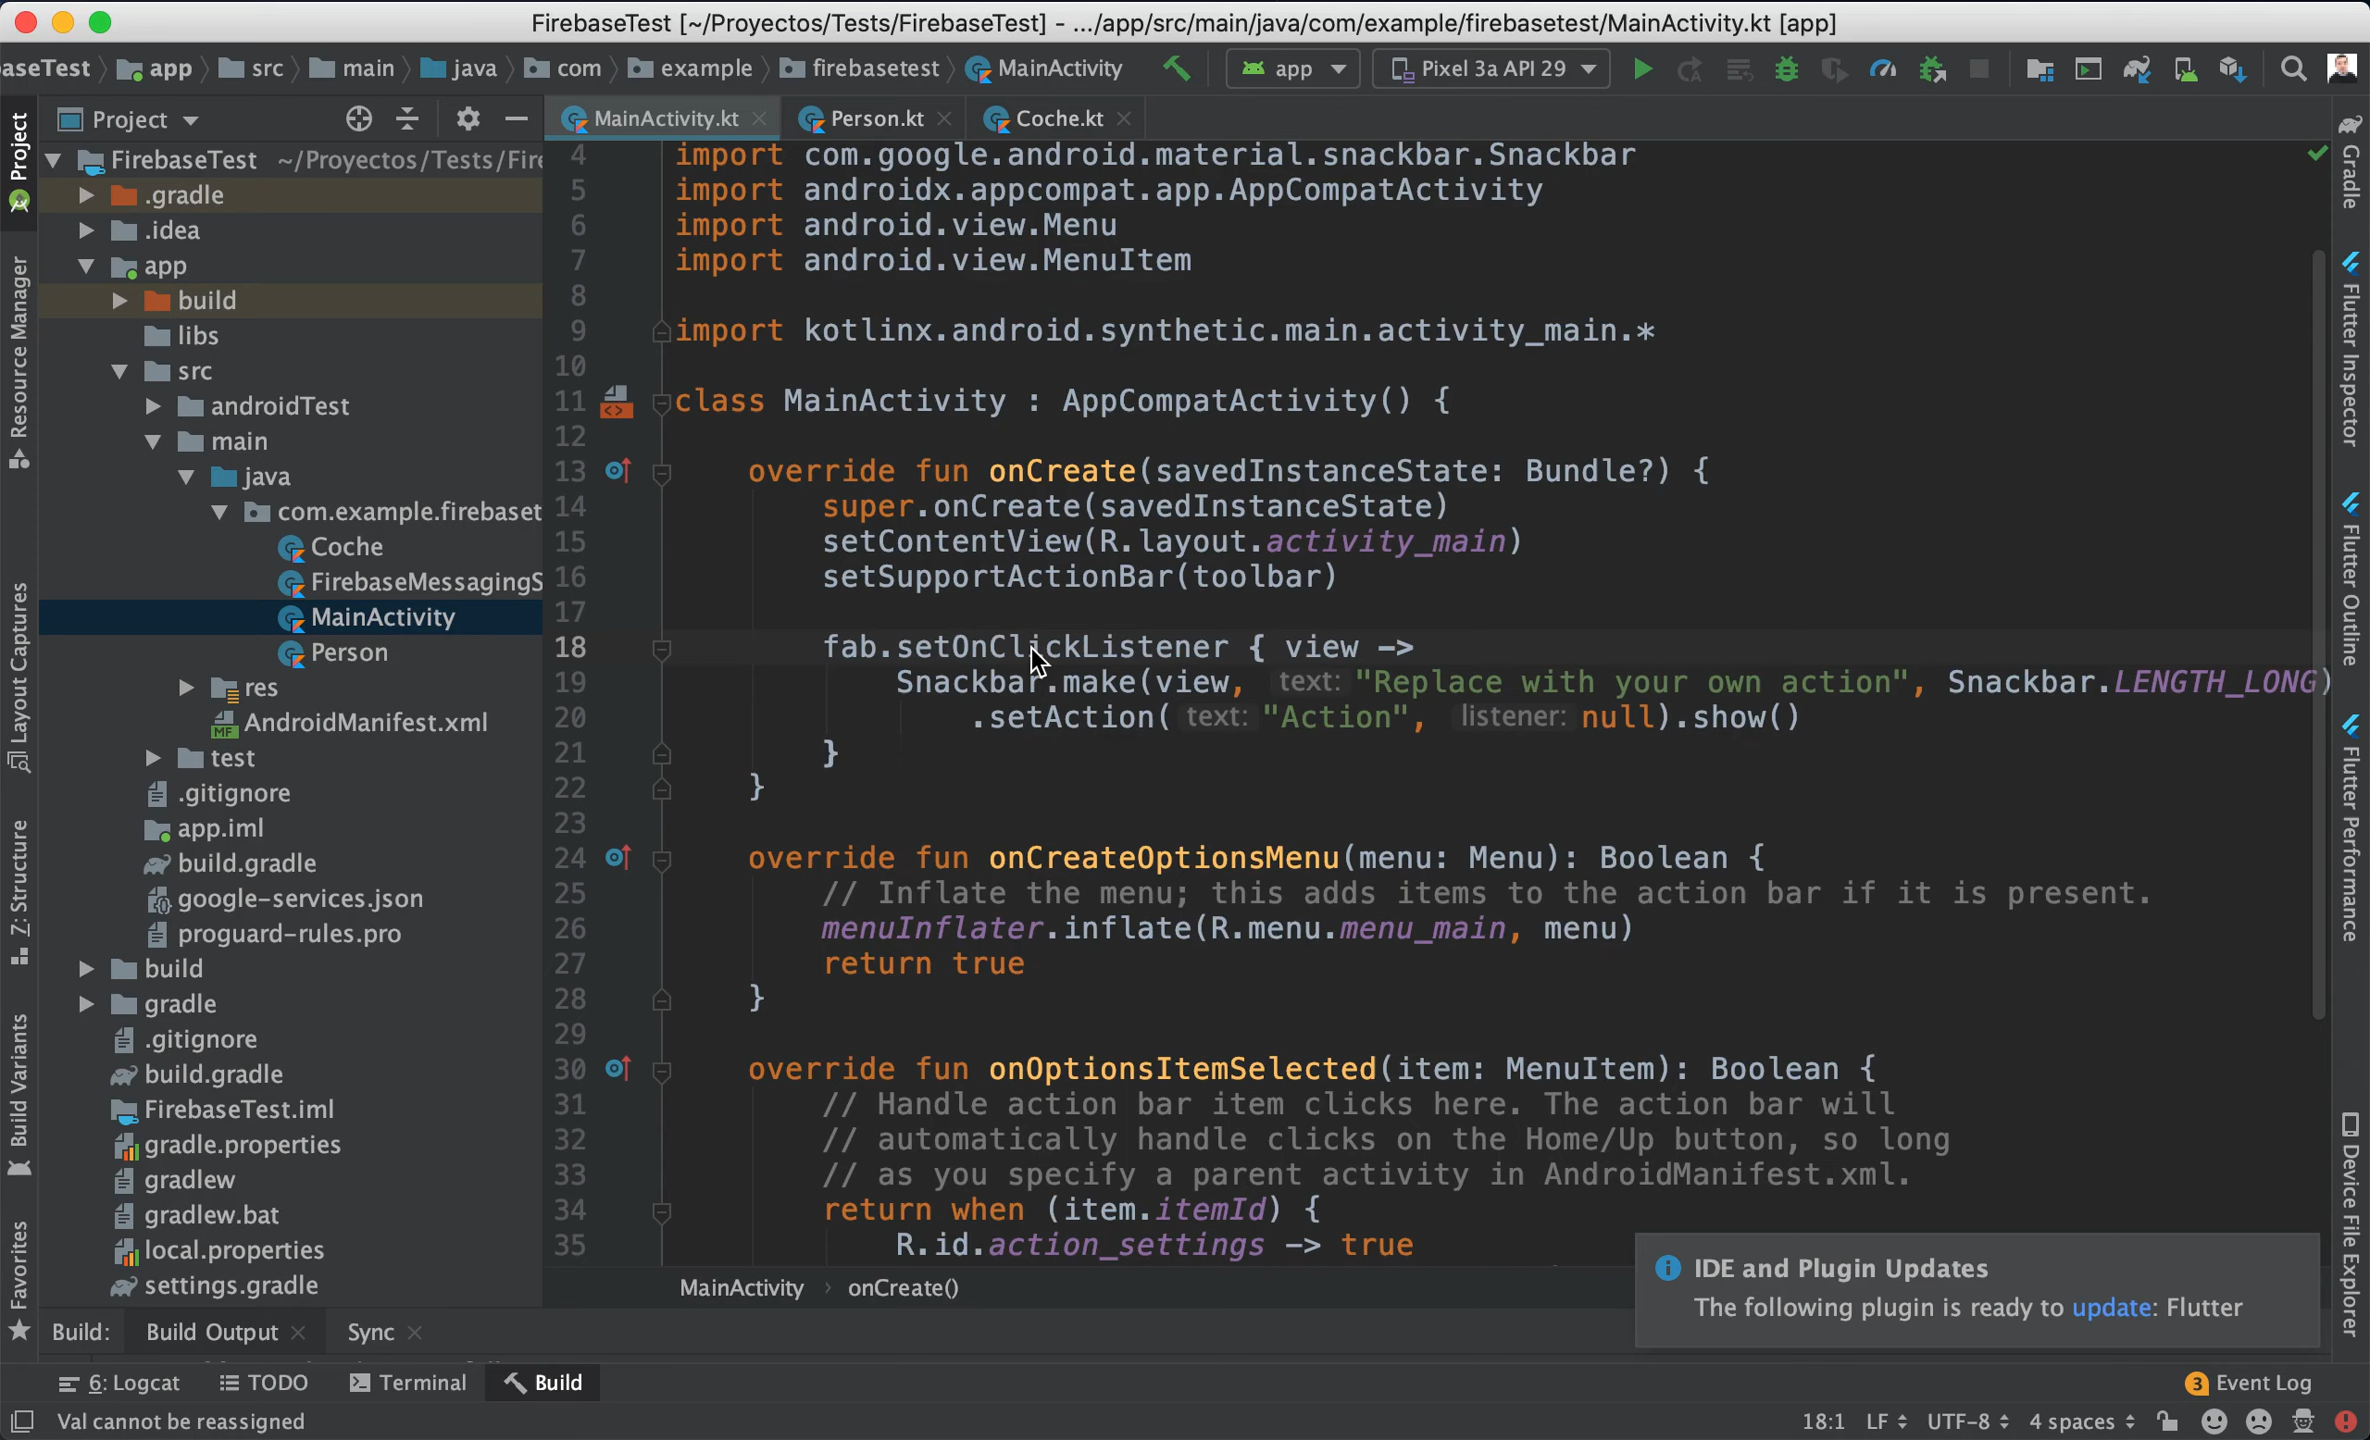 FirebaseTest [~/Proyectos/Tests/FirebaseTest] - .../app/src/main/java/com/example/firebasetest/MainActivity.kt [app]
aseTest app src main java com example firebasetest MainActivity app Pixel 3a API 29
Project
MainActivity.kt Person.kt Coche.kt
FirebaseTest ~/Proyectos/Tests/Fire
.gradle
.idea
app
build
libs
src
androidTest
main
java
com.example.firebaset
Coche
FirebaseMessagingS
MainActivity
Person
res
AndroidManifest.xml
test
.gitignore
app.iml
build.gradle
google-services.json
proguard-rules.pro
build
gradle
.gitignore
build.gradle
FirebaseTest.iml
gradle.properties
gradlew
gradlew.bat
local.properties
settings.gradle
4 import com.google.android.material.snackbar.Snackbar
5 import androidx.appcompat.app.AppCompatActivity
6 import android.view.Menu
7 import android.view.MenuItem
8
9 import kotlinx.android.synthetic.main.activity_main.*
10
11 class MainActivity : AppCompatActivity() {
12
13 override fun onCreate(savedInstanceState: Bundle?) {
14 super.onCreate(savedInstanceState)
15 setContentView(R.layout.activity_main)
16 setSupportActionBar(toolbar)
17
18 fab.setOnClickListener { view ->
19 Snackbar.make(view, text: "Replace with your own action", Snackbar.LENGTH_LONG)
20 .setAction( text: "Action", listener: null).show()
21 }
22 }
23
24 override fun onCreateOptionsMenu(menu: Menu): Boolean {
25 // Inflate the menu; this adds items to the action bar if it is present.
26 menuInflater.inflate(R.menu.menu_main, menu)
27 return true
28 }
29
30 override fun onOptionsItemSelected(item: MenuItem): Boolean {
31 // Handle action bar item clicks here. The action bar will
32 // automatically handle clicks on the Home/Up button, so long
33 // as you specify a parent activity in AndroidManifest.xml.
34 return when (item.itemId) {
35 R.id.action_settings -> true
MainActivity onCreate()
IDE and Plugin Updates
The following plugin is ready to update: Flutter
Project
Resource Manager
Layout Captures
Z: Structure
Build Variants
Favorites
Gradle
Flutter Inspector
Flutter Outline
Flutter Performance
Device File Explorer
Build: Build Output Sync
6: Logcat TODO Terminal Build
3 Event Log
Val cannot be reassigned
18:1 LF UTF-8 4 spaces